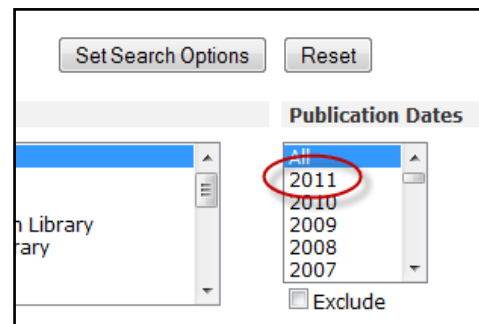 Set Search Options Reset
Publication Dates
All
2011
2010
n Library 2009
rary 2008
2007
Exclude